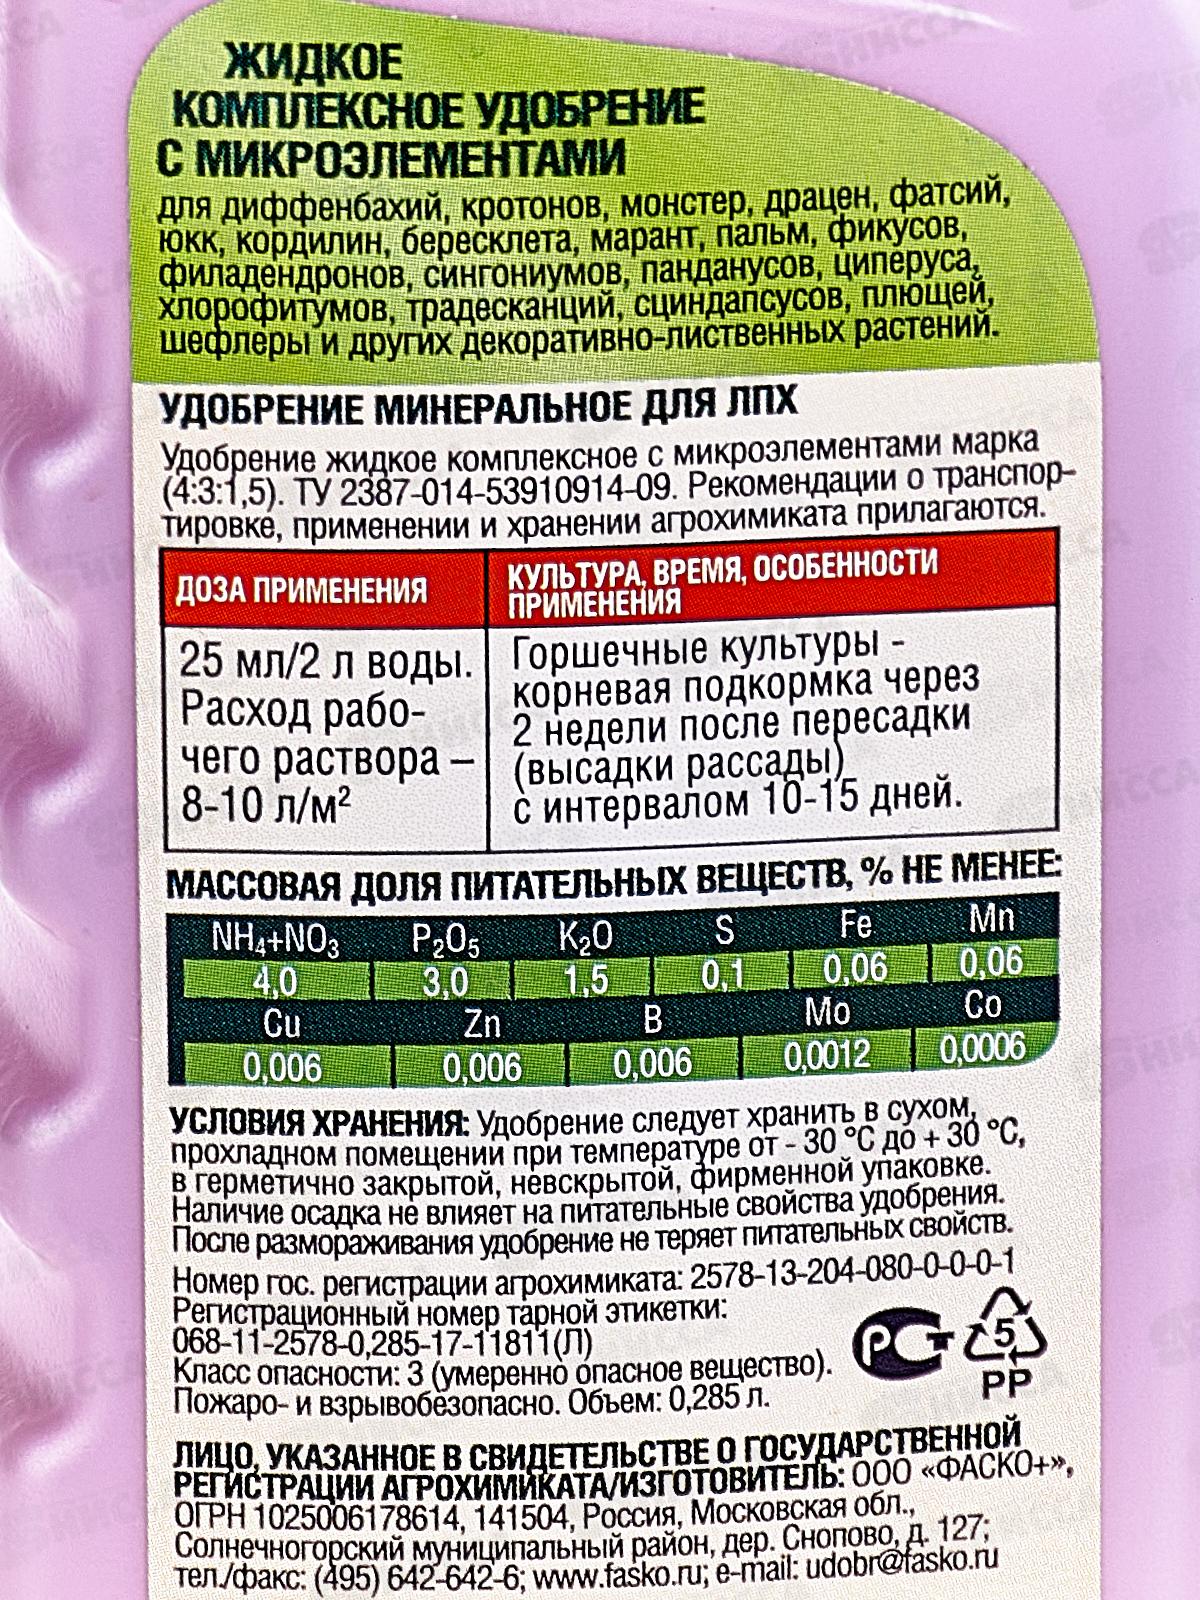 ЖИДКОЕ
КОМПЛЕКСНОЕ УДОБРЕНИЕ
С МИКРОЭЛЕМЕНТАМИ
для диффенбахий, кротонов, монстер, драцен, фатсий,
юкк, кордилин, бересклета, марант, пальм, фикусов,
филадендронов, сингониумов, панданусов, циперуса,
хлорофитумов, традесканций, сциндапсусов, плющей,
шефлеры и других декоративно-лиственных растений.
УДОБРЕНИЕ МИНЕРАЛЬНОЕ ДЛЯ ЛПХ
Удобрение жидкое комплексное с микроэлементами марка
(4:3:1,5). ТУ 2387-014-53910914-09. Рекомендации о транспор-
тировке, применении и хранении агрохимиката прилагаются.
ДОЗА ПРИМЕНЕНИЯ
25 мл/2 л воды.
Расход рабо-
чего раствора –
8-10 л/м²
КУЛЬТУРА, ВРЕМЯ, ОСОБЕННОСТИ
ПРИМЕНЕНИЯ
Горшечные культуры -
корневая подкормка через
2 недели после пересадки
(высадки рассады)
с интервалом 10-15 дней.
МАССОВАЯ ДОЛЯ ПИТАТЕЛЬНЫХ ВЕЩЕСТВ, % НЕ МЕНЕЕ:
NH₄+NO₃ P₂O₅ K₂O S Fe Mn
4,0 3,0 1,5 0,1 0,06 0,06
Cu Zn B Mo Co
0,006 0,006 0,006 0,0012 0,0006
УСЛОВИЯ ХРАНЕНИЯ: Удобрение следует хранить в сухом,
прохладном помещении при температуре от - 30 °С до + 30 °С,
в герметично закрытой, невскрытой, фирменной упаковке.
Наличие осадка не влияет на питательные свойства удобрения.
После размораживания удобрение не теряет питательных свойств.
Номер гос. регистрации агрохимиката: 2578-13-204-080-0-0-0-1
Регистрационный номер тарной этикетки:
068-11-2578-0,285-17-11811(Л)
Класс опасности: 3 (умеренно опасное вещество).
Пожаро- и взрывобезопасно. Объем: 0,285 л.
РСТ
5
PP
ЛИЦО, УКАЗАННОЕ В СВИДЕТЕЛЬСТВЕ О ГОСУДАРСТВЕННОЙ
РЕГИСТРАЦИИ АГРОХИМИКАТА/ИЗГОТОВИТЕЛЬ: ООО «ФАСКО+»,
ОГРН 1025006178614, 141504, Россия, Московская обл.,
Солнечногорский муниципальный район, дер. Снопово, д. 127;
тел./факс: (495) 642-642-6; www.fasko.ru; e-mail: udobr@fasko.ru